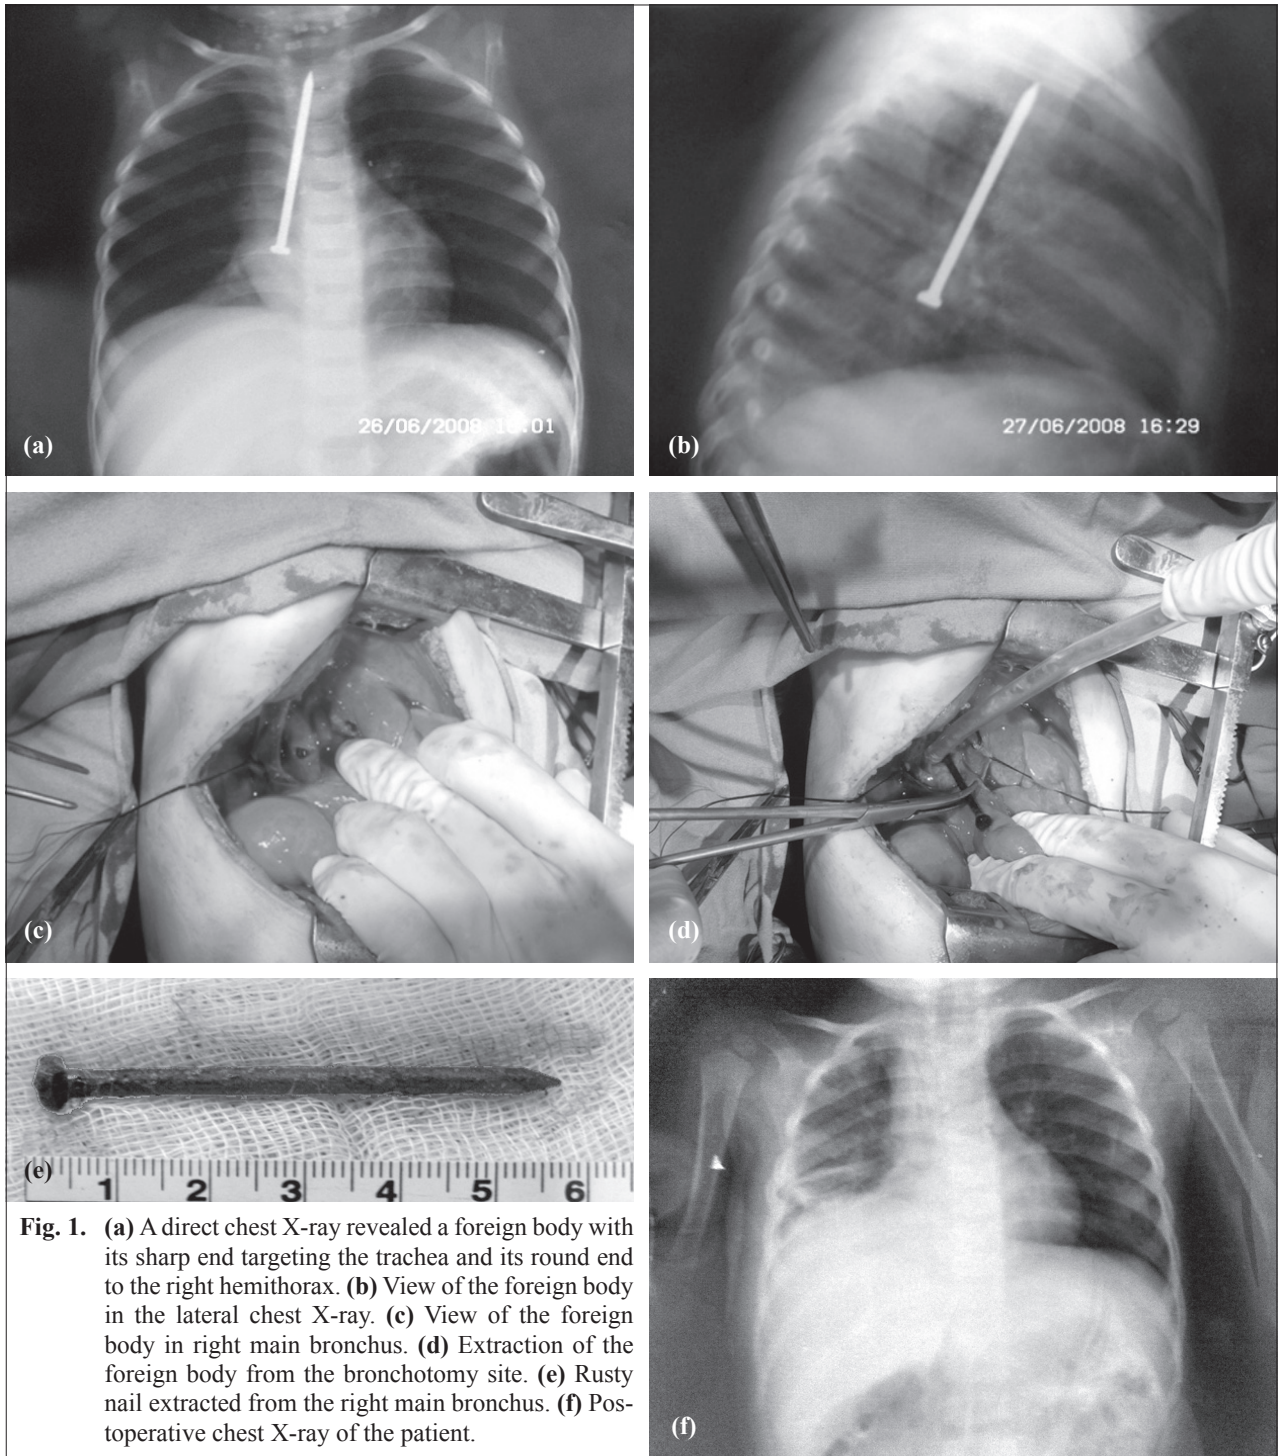 26/06/2008
(a)
27/06/2008 16:29
(b)
(c)
(d)
(e)
1 2 3 4 5 6
Fig. 1. (a) A direct chest X-ray revealed a foreign body with
its sharp end targeting the trachea and its round end
to the right hemithorax. (b) View of the foreign body
in the lateral chest X-ray. (c) View of the foreign
body in right main bronchus. (d) Extraction of the
foreign body from the bronchotomy site. (e) Rusty
nail extracted from the right main bronchus. (f) Pos-
toperative chest X-ray of the patient.
(f)